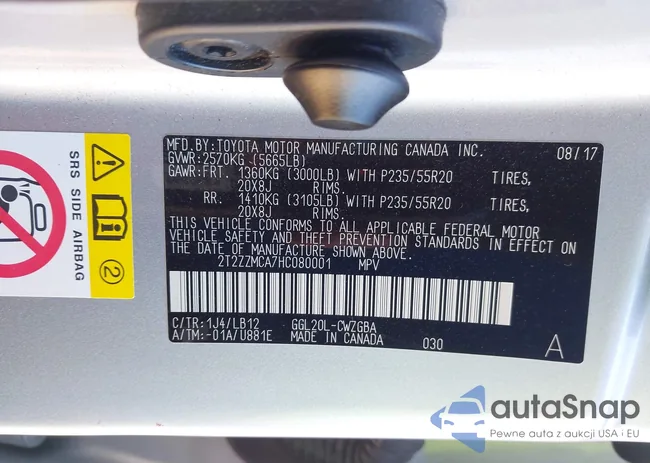 MFD.BY: TOYOTA MOTOR MANUFACTURING CANADA INC. 08/17
GVWR: 2570KG (5665LB)
GAWR: FRT. 1360KG (3000LB) WITH P235/55R20 TIRES,
20X8J RIMS.
RR. 1410KG (3105LB) WITH P235/55R20 TIRES,
20X8J RIMS.
THIS VEHICLE CONFORMS TO ALL APPLICABLE FEDERAL MOTOR
VEHICLE SAFETY AND THEFT PREVENTION STANDARDS IN EFFECT ON
THE DATE OF MANUFACTURE SHOWN ABOVE.
2T2ZZMCA7HC080001 MPV
C/TR: 1J4/LB12 GGL20L-CWZGBA
A/TM: -01A/U881E MADE IN CANADA 030 A
SRS SIDE AIRBAG
2
autaSnap
Pewne auta z aukcji USA i EU